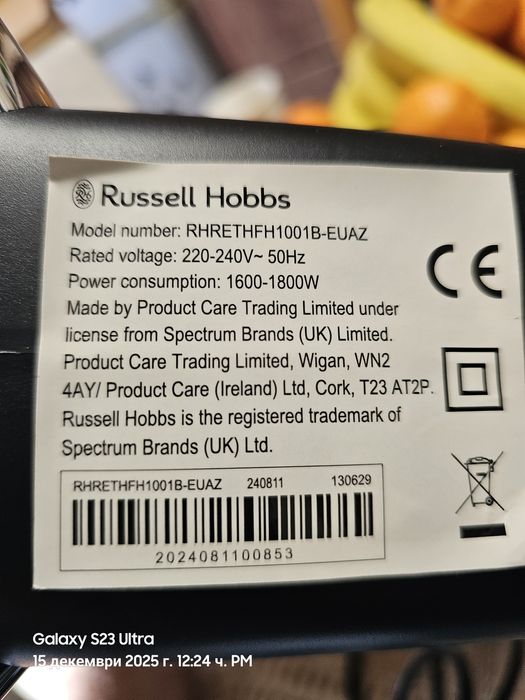 Russell Hobbs
Model number: RHRETHFH1001B-EUAZ
Rated voltage: 220-240V~ 50Hz
Power consumption: 1600-1800W
Made by Product Care Trading Limited under
license from Spectrum Brands (UK) Limited.
Product Care Trading Limited, Wigan, WN2
4AY/ Product Care (Ireland) Ltd, Cork, T23 AT2P.
Russell Hobbs is the registered trademark of
Spectrum Brands (UK) Ltd.
CE
RHRETHFH1001B-EUAZ 240811 130629
2024081100853
Galaxy S23 Ultra
15 декември 2025 г. 12:24 ч. PM